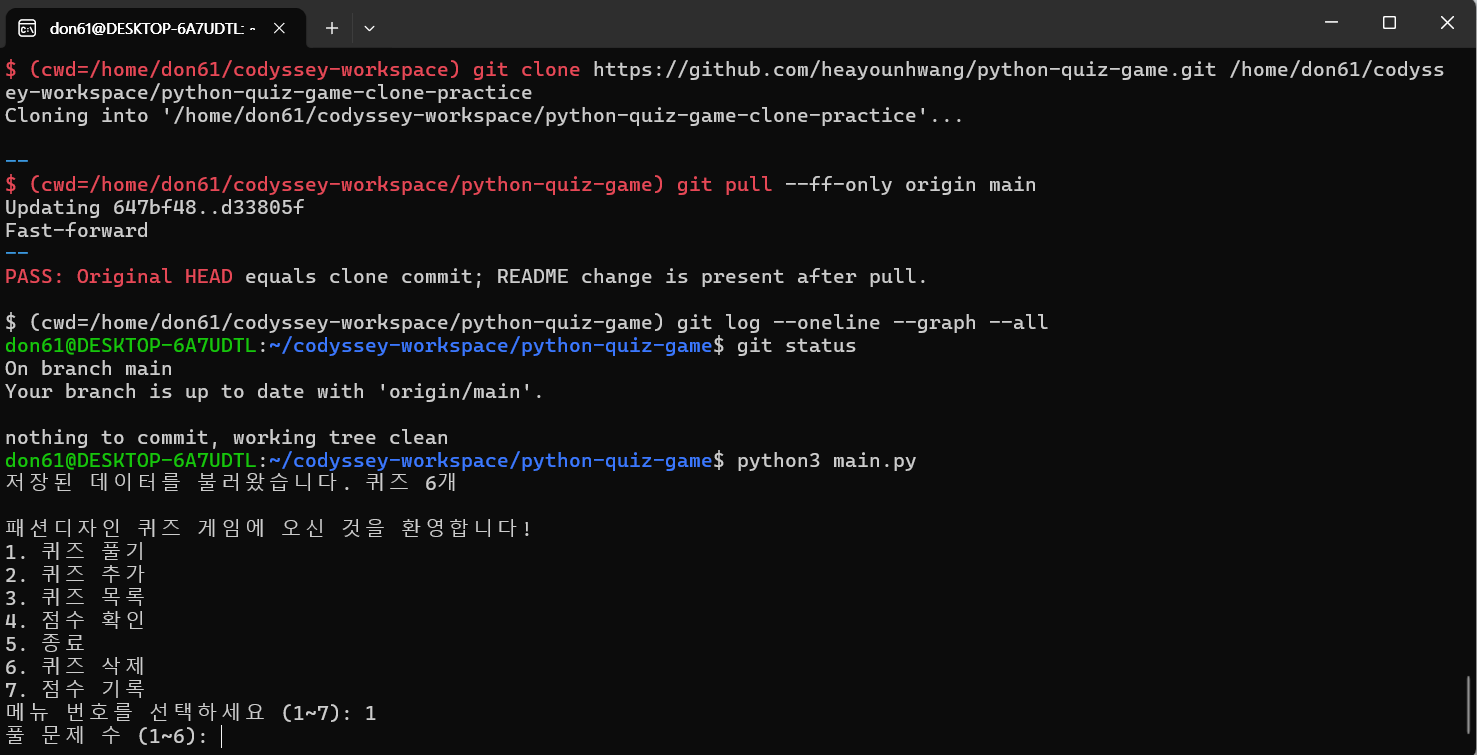 don61@DESKTOP-6A7UDTL: ~
$ (cwd=/home/don61/codyssey-workspace) git clone https://github.com/heayounhwang/python-quiz-game.git /home/don61/codyss
ey-workspace/python-quiz-game-clone-practice
Cloning into '/home/don61/codyssey-workspace/python-quiz-game-clone-practice'...
--
$ (cwd=/home/don61/codyssey-workspace/python-quiz-game) git pull --ff-only origin main
Updating 647bf48..d33805f
Fast-forward
--
PASS: Original HEAD equals clone commit; README change is present after pull.
$ (cwd=/home/don61/codyssey-workspace/python-quiz-game) git log --oneline --graph --all
don61@DESKTOP-6A7UDTL:~/codyssey-workspace/python-quiz-game$ git status
On branch main
Your branch is up to date with 'origin/main'.
nothing to commit, working tree clean
don61@DESKTOP-6A7UDTL:~/codyssey-workspace/python-quiz-game$ python3 main.py
저장된 데이터를 불러왔습니다. 퀴즈 6개
패션디자인 퀴즈 게임에 오신 것을 환영합니다!
1. 퀴즈 풀기
2. 퀴즈 추가
3. 퀴즈 목록
4. 점수 확인
5. 종료
6. 퀴즈 삭제
7. 점수 기록
메뉴 번호를 선택하세요 (1~7): 1
풀 문제 수 (1~6):